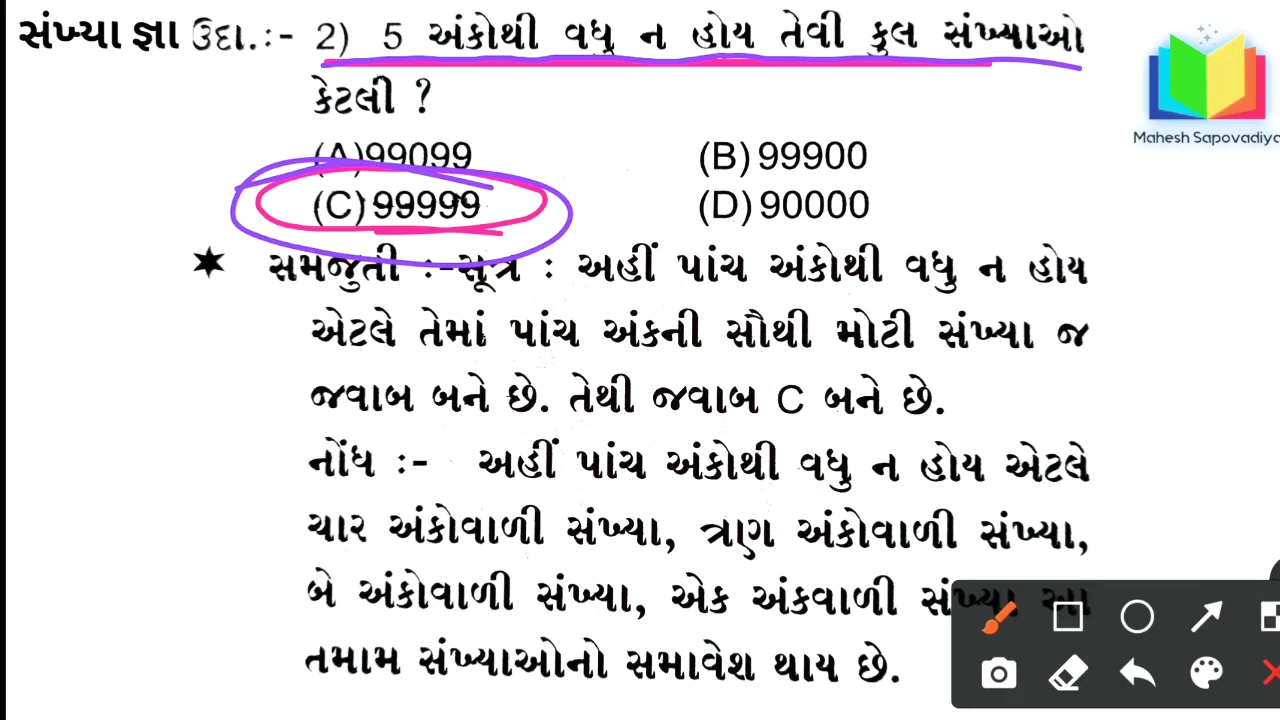 સંખ્યા જ્ઞા ઉદા.:- 2) 5 અંકોથી વધુ ન હોય તેવી કુલ સંખ્યાઓ
કેટલી ?
(A) 99099 (B) 99900
(C) 99999 (D) 90000
Mahesh Sapovadiya
★ સમજુતી :-સૂત્ર : અહીં પાંચ અંકોથી વધુ ન હોય
એટલે તેમાં પાંચ અંકની સૌથી મોટી સંખ્યા જ
જવાબ બને છે. તેથી જવાબ C બને છે.
નોંધ :- અહીં પાંચ અંકોથી વધુ ન હોય એટલે
ચાર અંકોવાળી સંખ્યા, ત્રણ અંકોવાળી સંખ્યા,
બે અંકોવાળી સંખ્યા, એક અંકવાળી સંખ્યા આ
તમામ સંખ્યાઓનો સમાવેશ થાય છે.